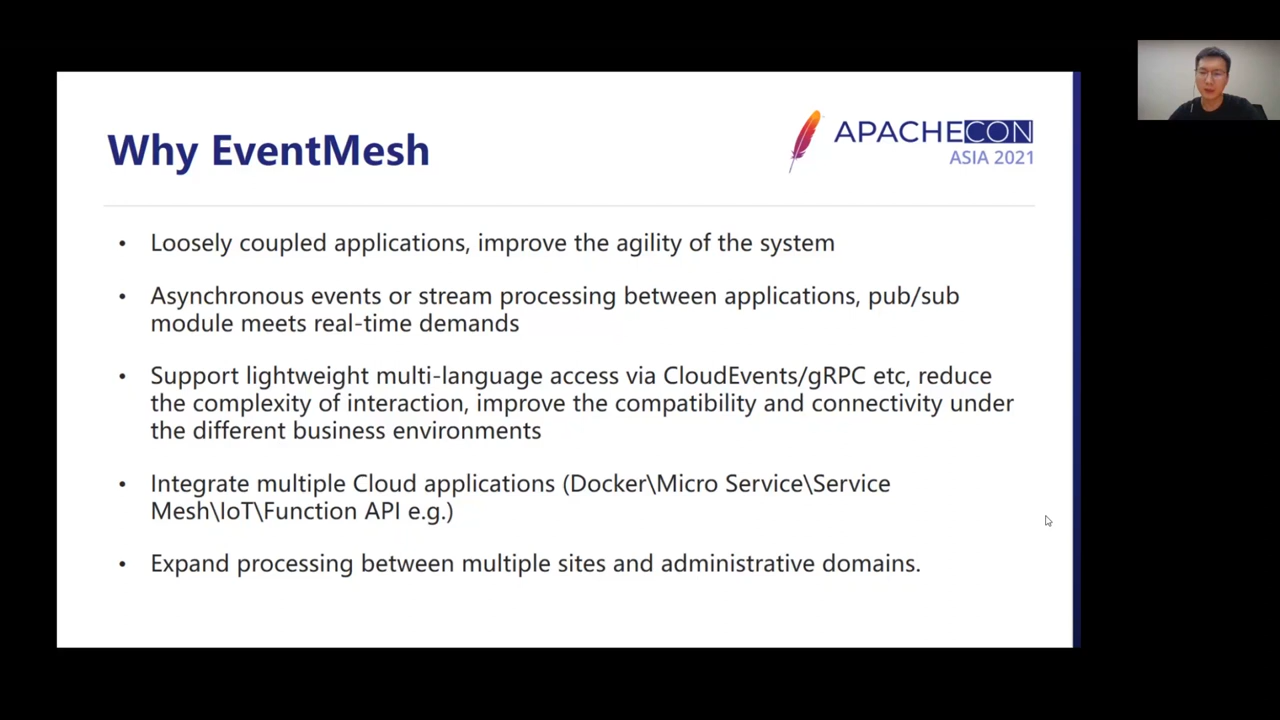 Why EventMesh
APACHECON
ASIA 2021
• Loosely coupled applications, improve the agility of the system
• Asynchronous events or stream processing between applications, pub/sub
module meets real-time demands
• Support lightweight multi-language access via CloudEvents/gRPC etc, reduce
the complexity of interaction, improve the compatibility and connectivity under
the different business environments
• Integrate multiple Cloud applications (Docker\Micro Service\Service
Mesh\IoT\Function API e.g.)
• Expand processing between multiple sites and administrative domains.